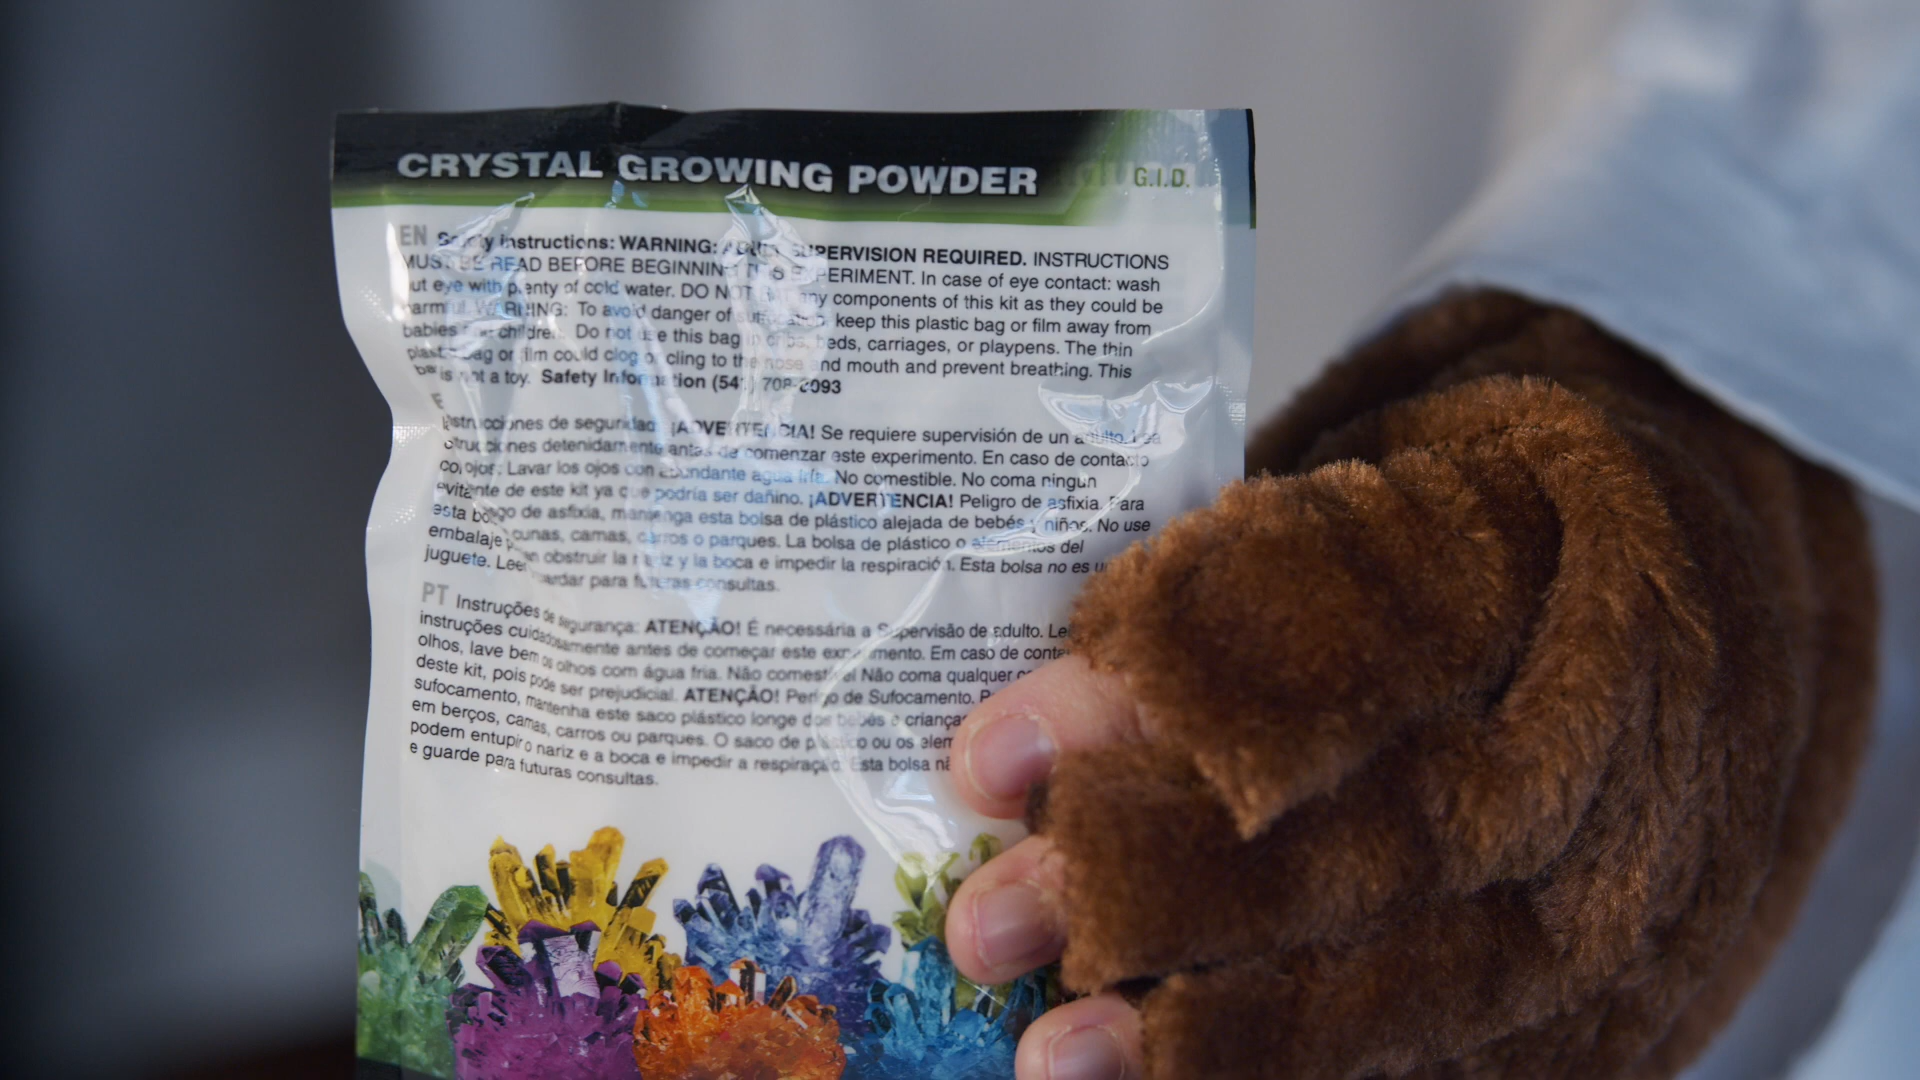 CRYSTAL GROWING POWDER
G.I.D.
EN Safety instructions: WARNING: ADULT SUPERVISION REQUIRED. INSTRUCTIONS
MUST BE READ BEFORE BEGINNING THIS EXPERIMENT. In case of eye contact: wash
out eye with plenty of cold water. DO NOT any components of this kit as they could be
harmful. WARNING: To avoid danger of suffocation, keep this plastic bag or film away from
babies and children. Do not use this bag in cribs, beds, carriages, or playpens. The thin
plastic bag or film could clog or cling to the nose and mouth and prevent breathing. This
bag is not a toy. Safety Information (541) 708-2093
Instrucciones de seguridad: ¡ADVERTENCIA! Se requiere supervisión de un adulto. Lea
instrucciones detenidamente antes de comenzar este experimento. En caso de contacto
ojos: Lavar los ojos con abundante agua fría. No comestible. No coma ningún
de este kit ya que podría ser dañino. ¡ADVERTENCIA! Peligro de asfixia. Para
de asfixia, mantenga esta bolsa de plástico alejada de bebés y niños. No use
esta cunas, camas, carros o parques. La bolsa de plástico o elementos del
embalaje obstruir la nariz y la boca e impedir la respiración. Esta bolsa no es
juguete. Leer guardar para futuras consultas.
PT Instruções de segurança: ATENÇÃO! É necessária a Supervisão de adulto.
instruções cuidadosamente antes de começar este experimento. Em caso de
olhos, lave bem os olhos com água fria. Não comestível Não coma qualquer
deste kit, pois pode ser prejudicial. ATENÇÃO! Perigo de Sufocamento.
sufocamento, mantenha este saco plástico longe dos bebés e
em berços, camas, carros ou parques. O saco de plástico ou os
podem entupir o nariz e a boca e impedir a respiração. Esta bolsa
e guarde para futuras consultas.